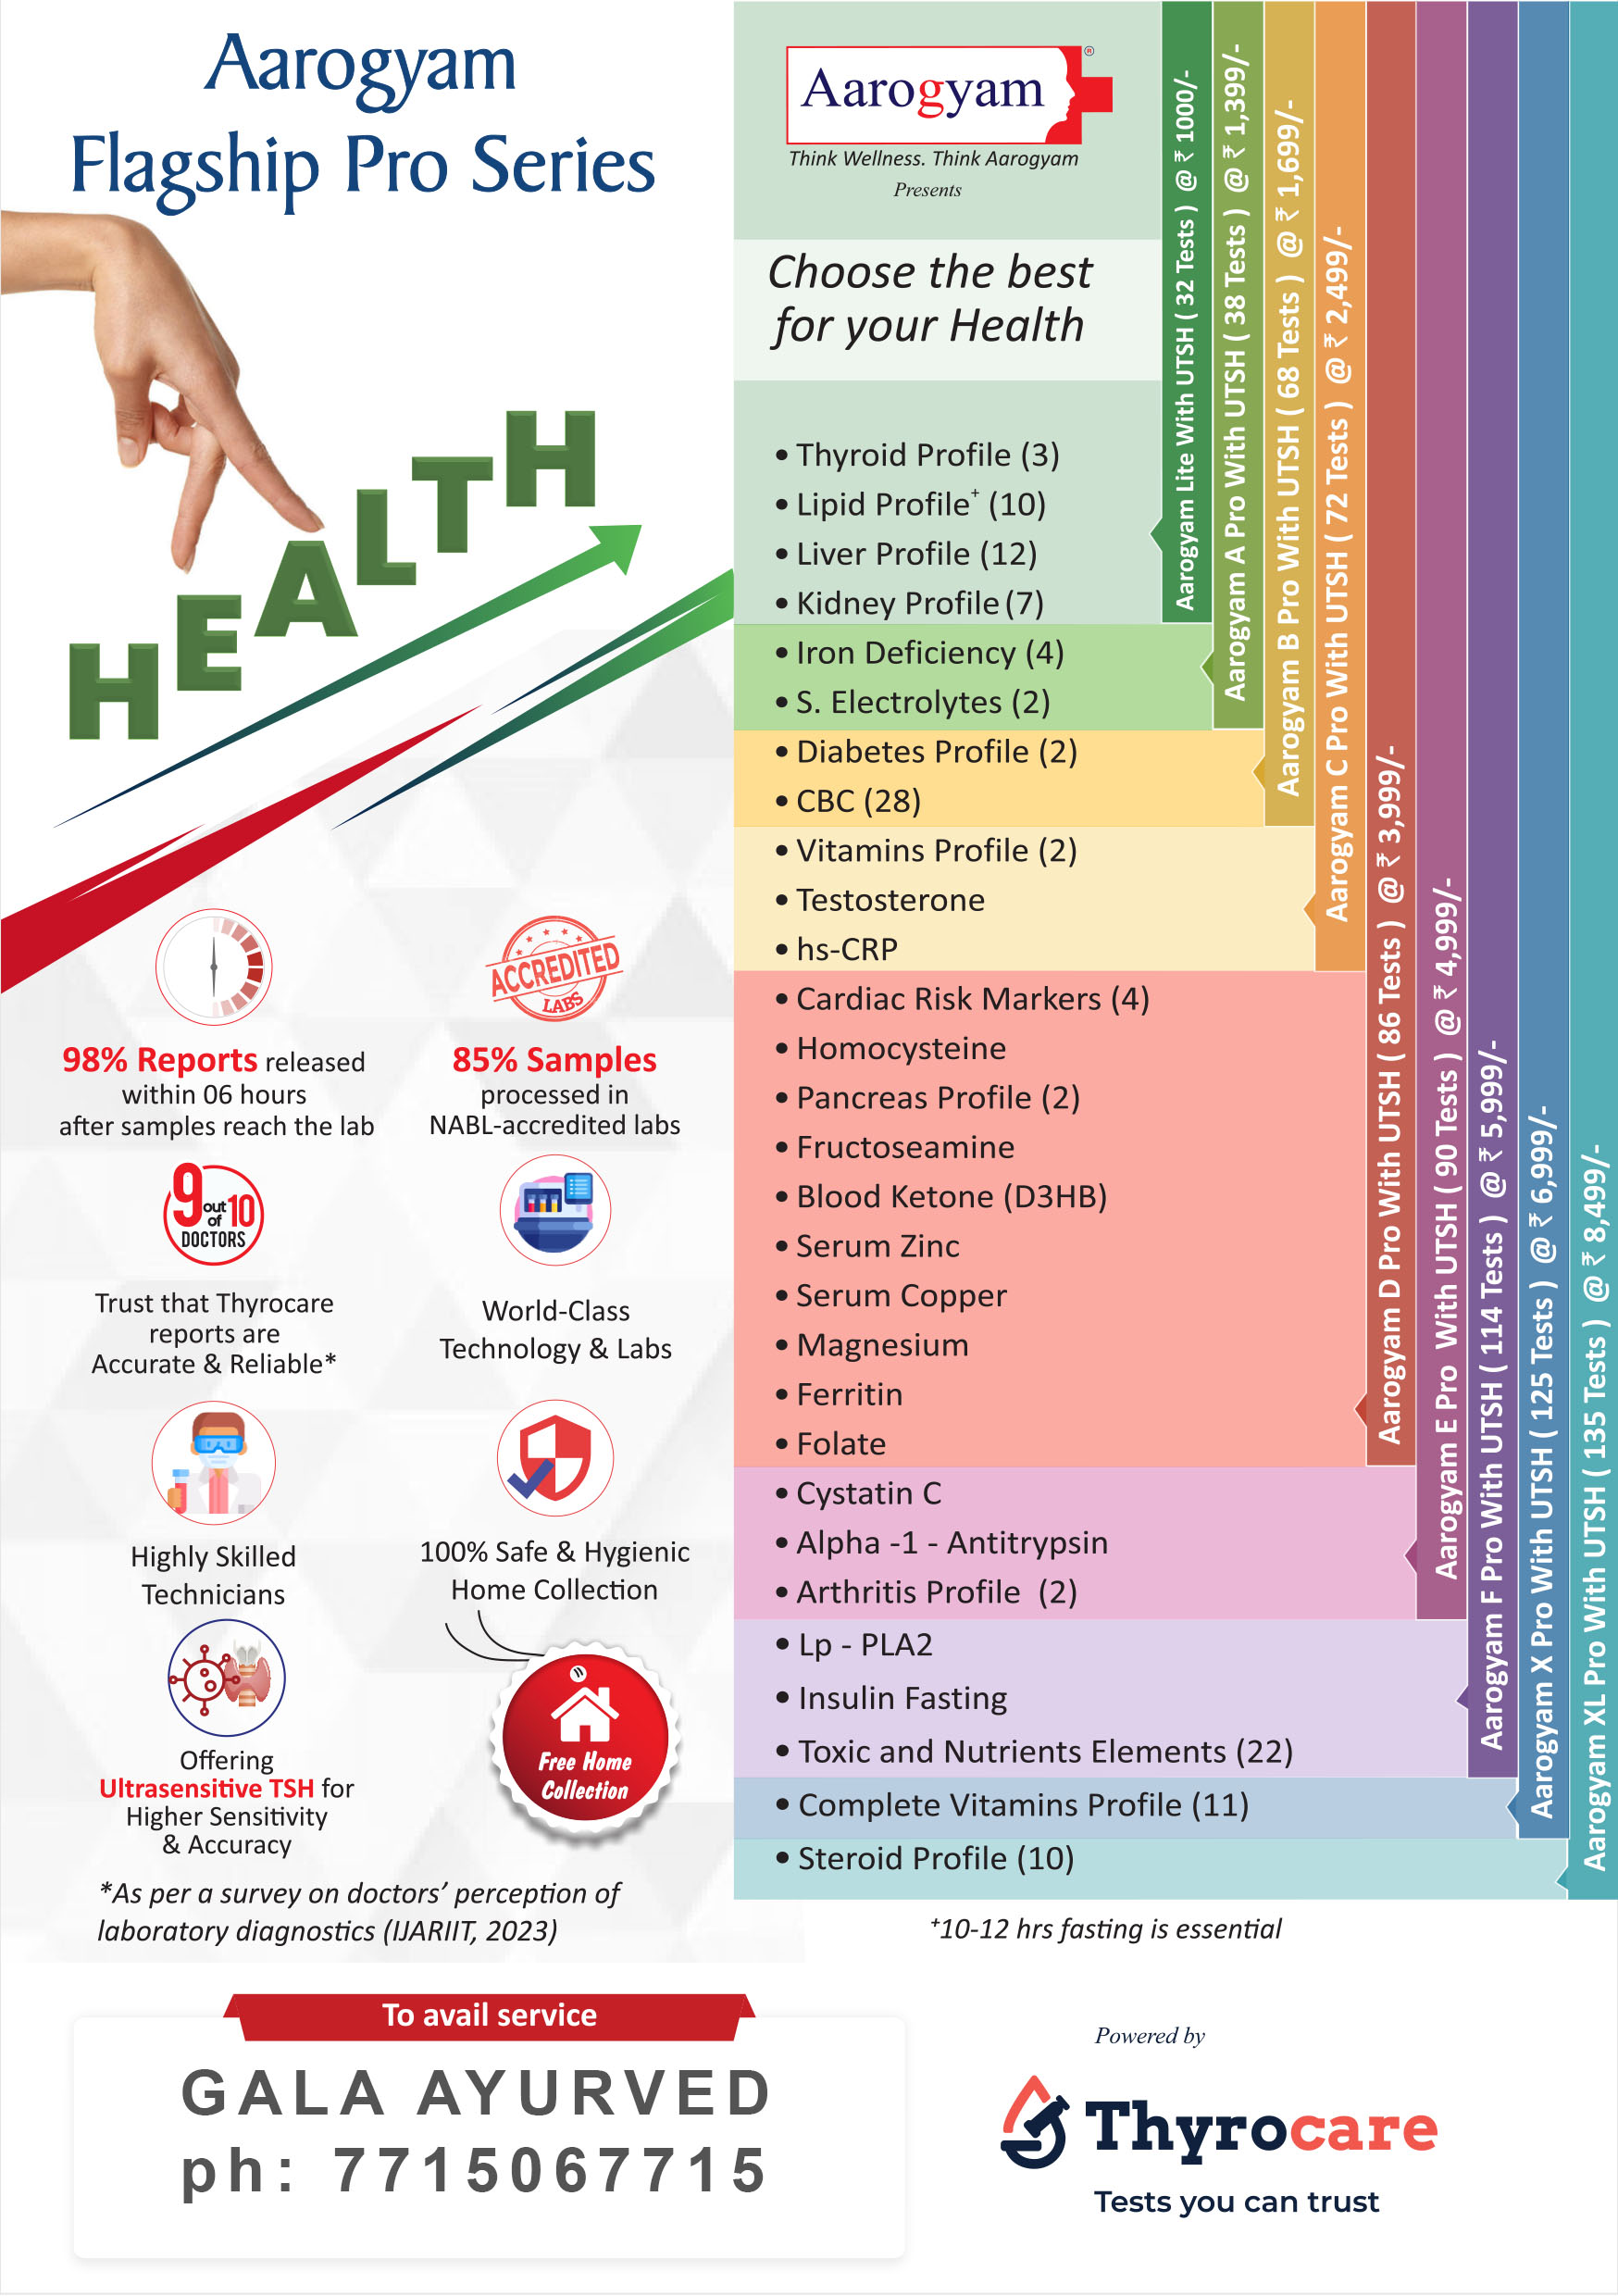 Aarogyam
Flagship Pro Series
HEALTH
98% Reports released
within 06 hours
after samples reach the lab
ACCREDITED
LABS
85% Samples
processed in
NABL-accredited labs
9 out of 10
DOCTORS
Trust that Thyrocare
reports are
Accurate & Reliable*
World-Class
Technology & Labs
Highly Skilled
Technicians
100% Safe & Hygienic
Home Collection
Offering
Ultrasensitive TSH for
Higher Sensitivity
& Accuracy
Free Home
Collection
*As per a survey on doctors’ perception of
laboratory diagnostics (IJARIIT, 2023)
Aarogyam®
Think Wellness. Think Aarogyam
Presents
Choose the best
for your Health
• Thyroid Profile (3)
• Lipid Profile⁺ (10)
• Liver Profile (12)
• Kidney Profile (7)
• Iron Deficiency (4)
• S. Electrolytes (2)
• Diabetes Profile (2)
• CBC (28)
• Vitamins Profile (2)
• Testosterone
• hs-CRP
• Cardiac Risk Markers (4)
• Homocysteine
• Pancreas Profile (2)
• Fructoseamine
• Blood Ketone (D3HB)
• Serum Zinc
• Serum Copper
• Magnesium
• Ferritin
• Folate
• Cystatin C
• Alpha -1 - Antitrypsin
• Arthritis Profile (2)
• Lp - PLA2
• Insulin Fasting
• Toxic and Nutrients Elements (22)
• Complete Vitamins Profile (11)
• Steroid Profile (10)
Aarogyam Lite With UTSH ( 32 Tests ) @ ₹ 1000/-
Aarogyam A Pro With UTSH ( 38 Tests ) @ ₹ 1,399/-
Aarogyam B Pro With UTSH ( 68 Tests ) @ ₹ 1,699/-
Aarogyam C Pro With UTSH ( 72 Tests ) @ ₹ 2,499/-
Aarogyam D Pro With UTSH ( 86 Tests ) @ ₹ 3,999/-
Aarogyam E Pro With UTSH ( 90 Tests ) @ ₹ 4,999/-
Aarogyam F Pro With UTSH ( 114 Tests ) @ ₹ 5,999/-
Aarogyam X Pro With UTSH ( 125 Tests ) @ ₹ 6,999/-
Aarogyam XL Pro With UTSH ( 135 Tests ) @ ₹ 8,499/-
⁺10-12 hrs fasting is essential
To avail service
GALA AYURVED
ph: 7715067715
Powered by
Thyrocare
Tests you can trust